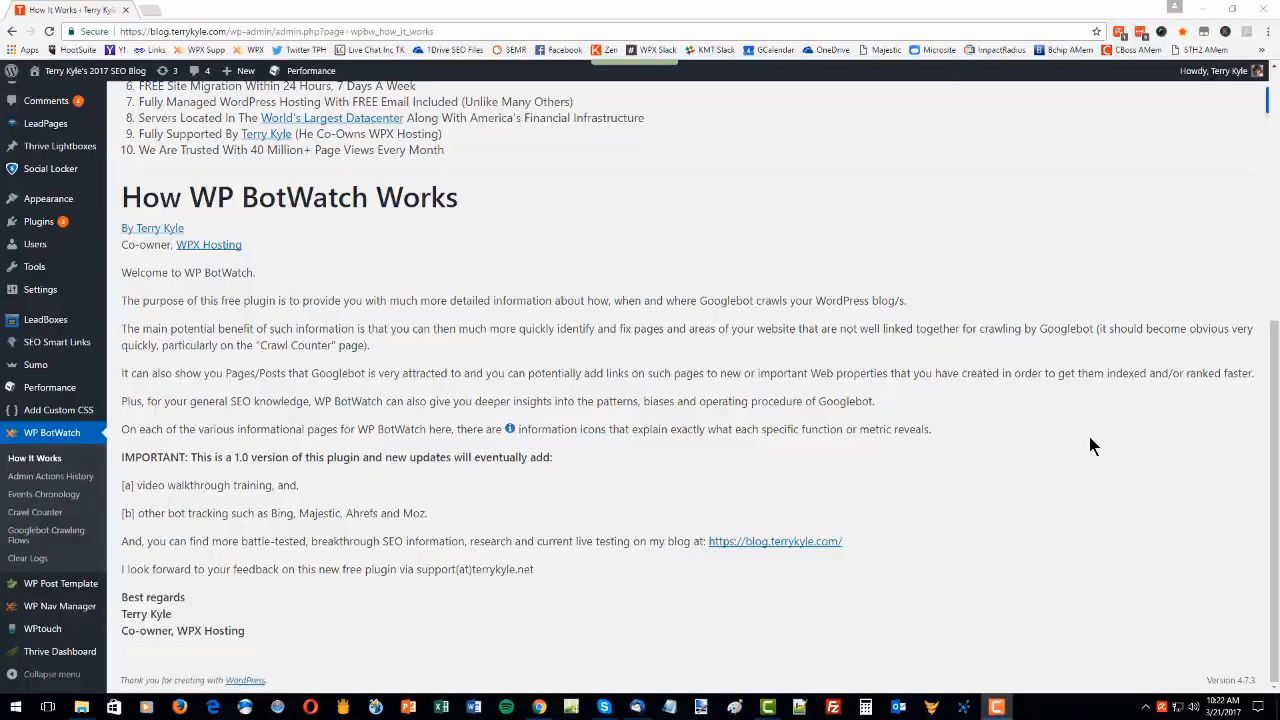 How It Works ‹ Terry Kyle
Secure https://blog.terrykyle.com/wp-admin/admin.php?page=wpbw_how_it_works
Apps HootSuite Y! Links WPX Supp WPX Twitter TPH Live Chat Inc TK 1Drive SEO Files SEMR Facebook Zen WPX Slack KMT Slack GCalendar OneDrive Majestic Microsite ImpactRadius Bchip AMem CBoss AMem STH2 AMem
Terry Kyle's 2017 SEO Blog 3 4 New Performance Howdy, Terry Kyle
Comments 4
LeadPages
Thrive Lightboxes
Social Locker
Appearance
Plugins 3
Users
Tools
Settings
LeadBoxes
SEO Smart Links
Sumo
Performance
Add Custom CSS
WP BotWatch
How It Works
Admin Actions History
Events Chronology
Crawl Counter
Googlebot Crawling
Flows
Clear Logs
WP Post Template
WP Nav Manager
WPtouch
Thrive Dashboard
Collapse menu
6. FREE Site Migration Within 24 Hours, 7 Days A Week
7. Fully Managed WordPress Hosting With FREE Email Included (Unlike Many Others)
8. Servers Located In The World's Largest Datacenter Along With America's Financial Infrastructure
9. Fully Supported By Terry Kyle (He Co-Owns WPX Hosting)
10. We Are Trusted With 40 Million+ Page Views Every Month
How WP BotWatch Works
By Terry Kyle
Co-owner, WPX Hosting
Welcome to WP BotWatch.
The purpose of this free plugin is to provide you with much more detailed information about how, when and where Googlebot crawls your WordPress blog/s.
The main potential benefit of such information is that you can then much more quickly identify and fix pages and areas of your website that are not well linked together for crawling by Googlebot (it should become obvious very
quickly, particularly on the "Crawl Counter" page).
It can also show you Pages/Posts that Googlebot is very attracted to and you can potentially add links on such pages to new or important Web properties that you have created in order to get them indexed and/or ranked faster.
Plus, for your general SEO knowledge, WP BotWatch can also give you deeper insights into the patterns, biases and operating procedure of Googlebot.
On each of the various informational pages for WP BotWatch here, there are information icons that explain exactly what each specific function or metric reveals.
IMPORTANT: This is a 1.0 version of this plugin and new updates will eventually add:
[a] video walkthrough training, and,
[b] other bot tracking such as Bing, Majestic, Ahrefs and Moz.
And, you can find more battle-tested, breakthrough SEO information, research and current live testing on my blog at: https://blog.terrykyle.com/
I look forward to your feedback on this new free plugin via support(at)terrykyle.net
Best regards
Terry Kyle
Co-owner, WPX Hosting
Thank you for creating with WordPress.
Version 4.7.3
10:22 AM
3/21/2017